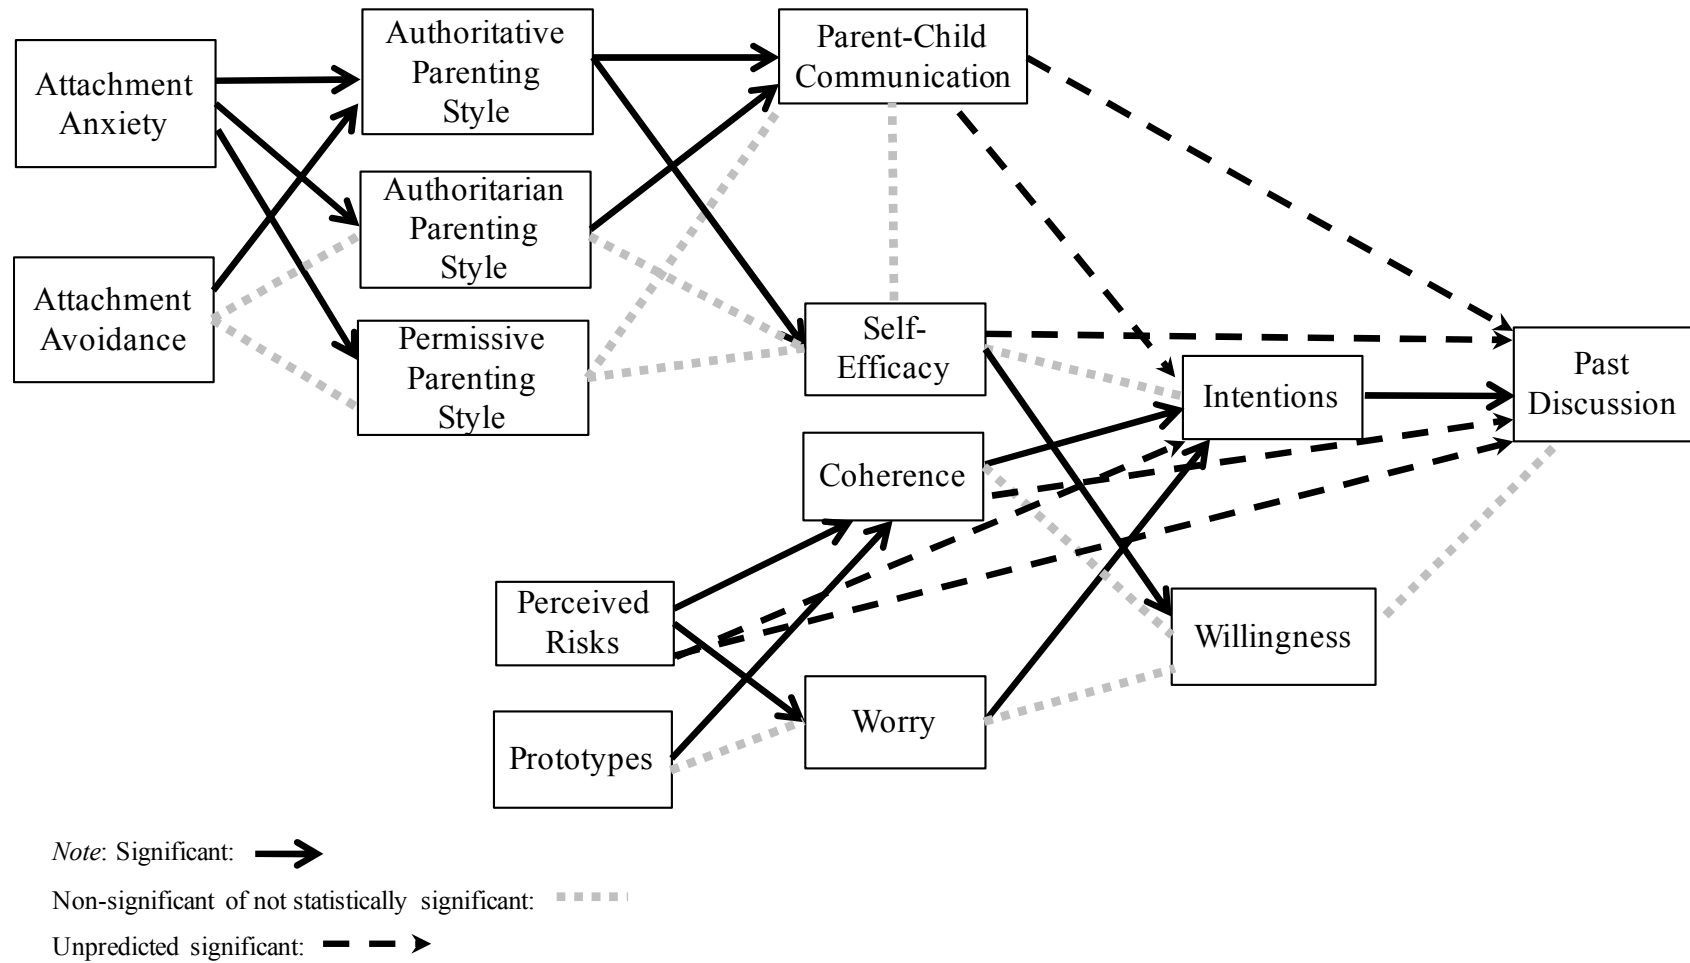 Attachment
Anxiety
Authoritative
Parenting
Style
Parent-Child
Communication
Authoritarian
Parenting
Style
Attachment
Avoidance
Permissive
Parenting
Style
Self-
Efficacy
Intentions
Past
Discussion
Coherence
Perceived
Risks
Willingness
Prototypes
Worry
Note: Significant:
Non-significant of not statistically significant:
Unpredicted significant: